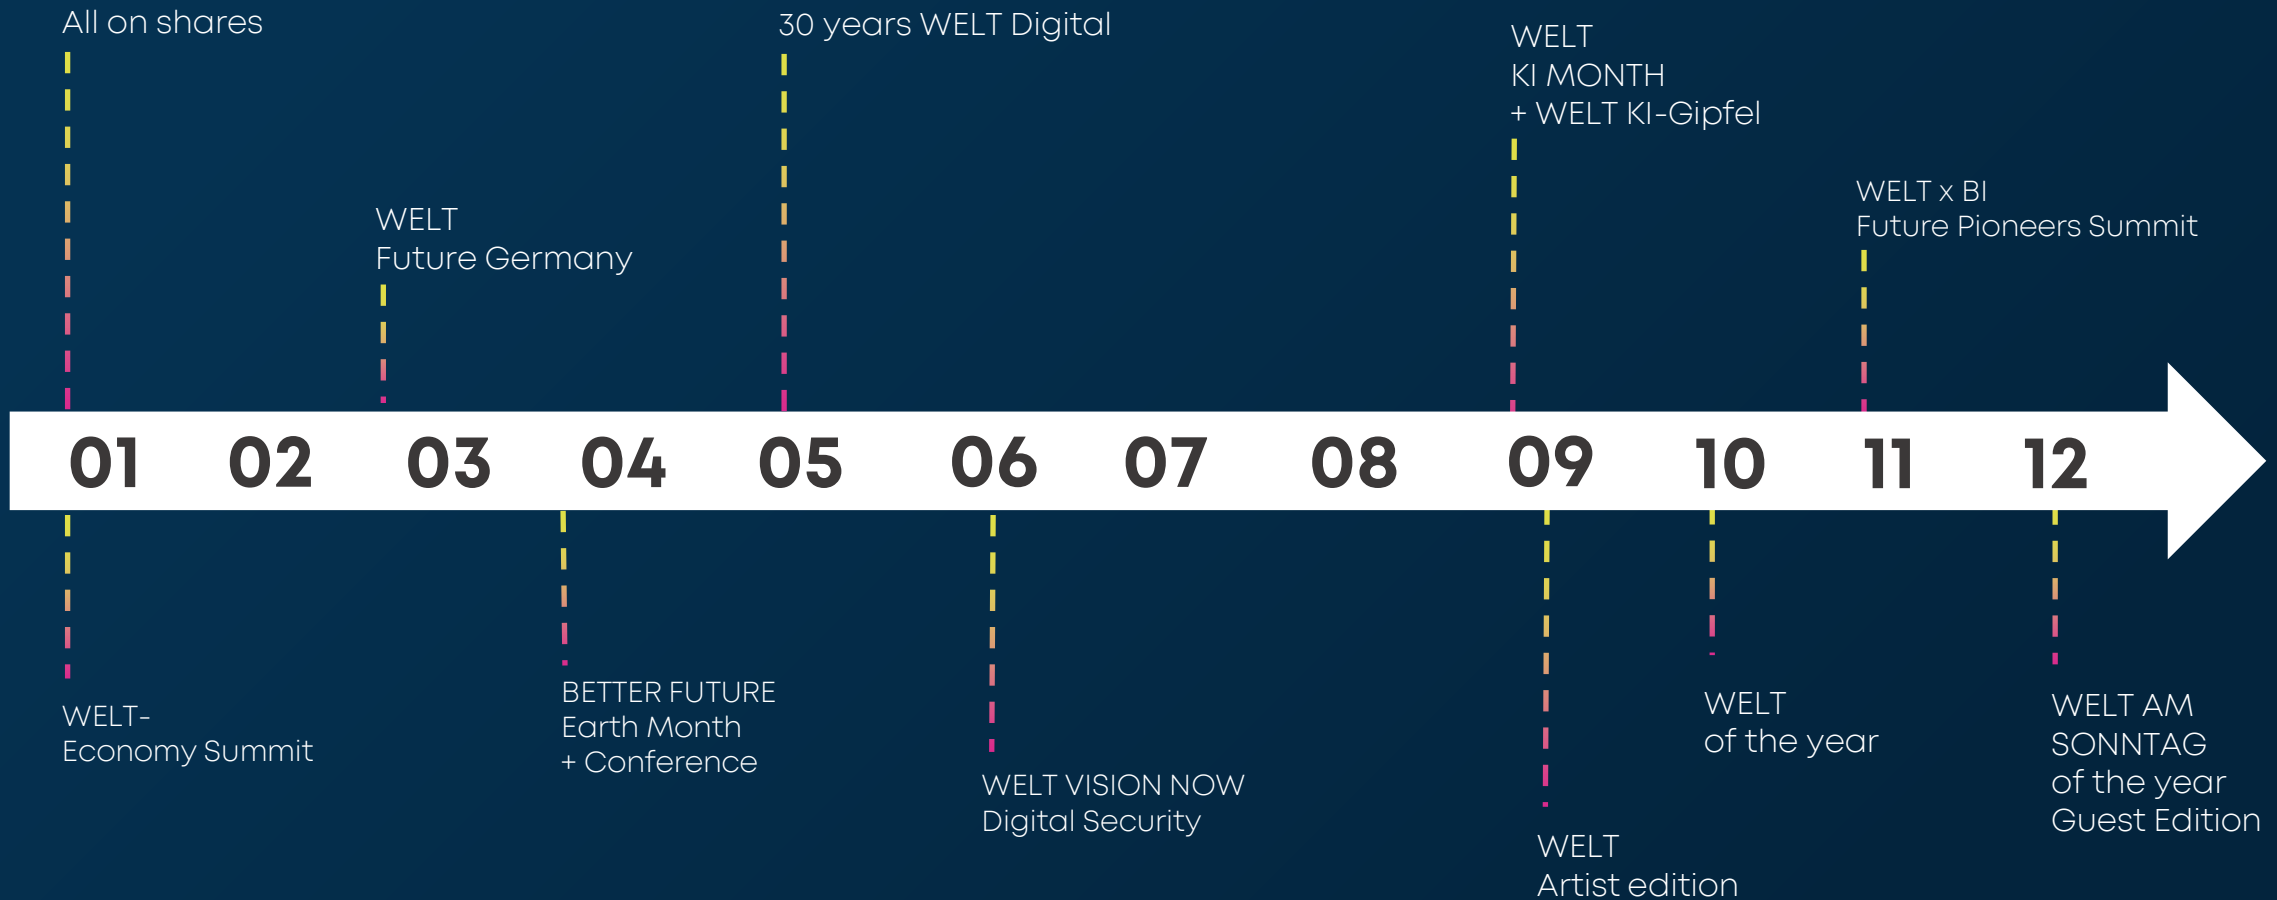 All on shares
30 years WELT Digital
WELT
KI MONTH
+ WELT KI-Gipfel
WELT
Future Germany
WELT x BI
Future Pioneers Summit
01 02 03 04 05 06 07 08 09 10 11 12
WELT-
Economy Summit
BETTER FUTURE
Earth Month
+ Conference
WELT VISION NOW
Digital Security
WELT
Artist edition
WELT
of the year
WELT AM
SONNTAG
of the year
Guest Edition